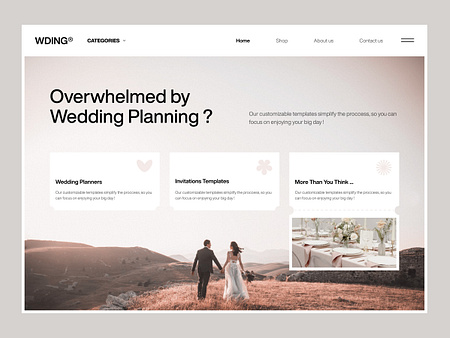 WDING®
CATEGORIES
Home
Shop
About us
Contact us
Overwhelmed by
Wedding Planning ?
Our customizable templates simplify the proccess, so you can
focus on enjoying your big day !
Wedding Planners
Our customizable templates simplify the proccess, so you
can focus on enjoying your big day !
Invitations Templates
Our customizable templates simplify the proccess, so you
can focus on enjoying your big day !
More Than You Think ...
Our customizable templates simplify the proccess, so you
can focus on enjoying your big day !